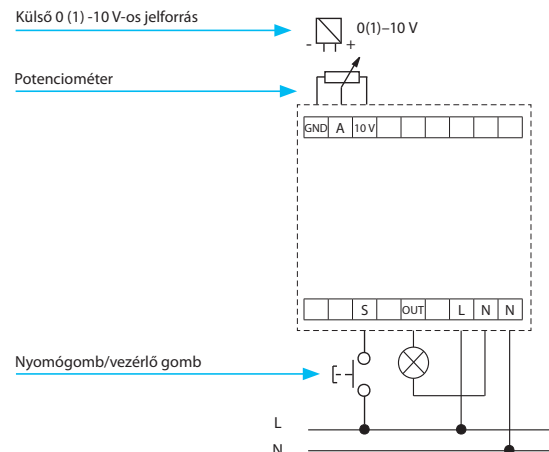 Külső 0 (1) -10 V-os jelforrás
0(1)–10 V
- +
Potenciométer
GND A 10 V
S OUT L N N
Nyomógomb/vezérlő gomb
L
N